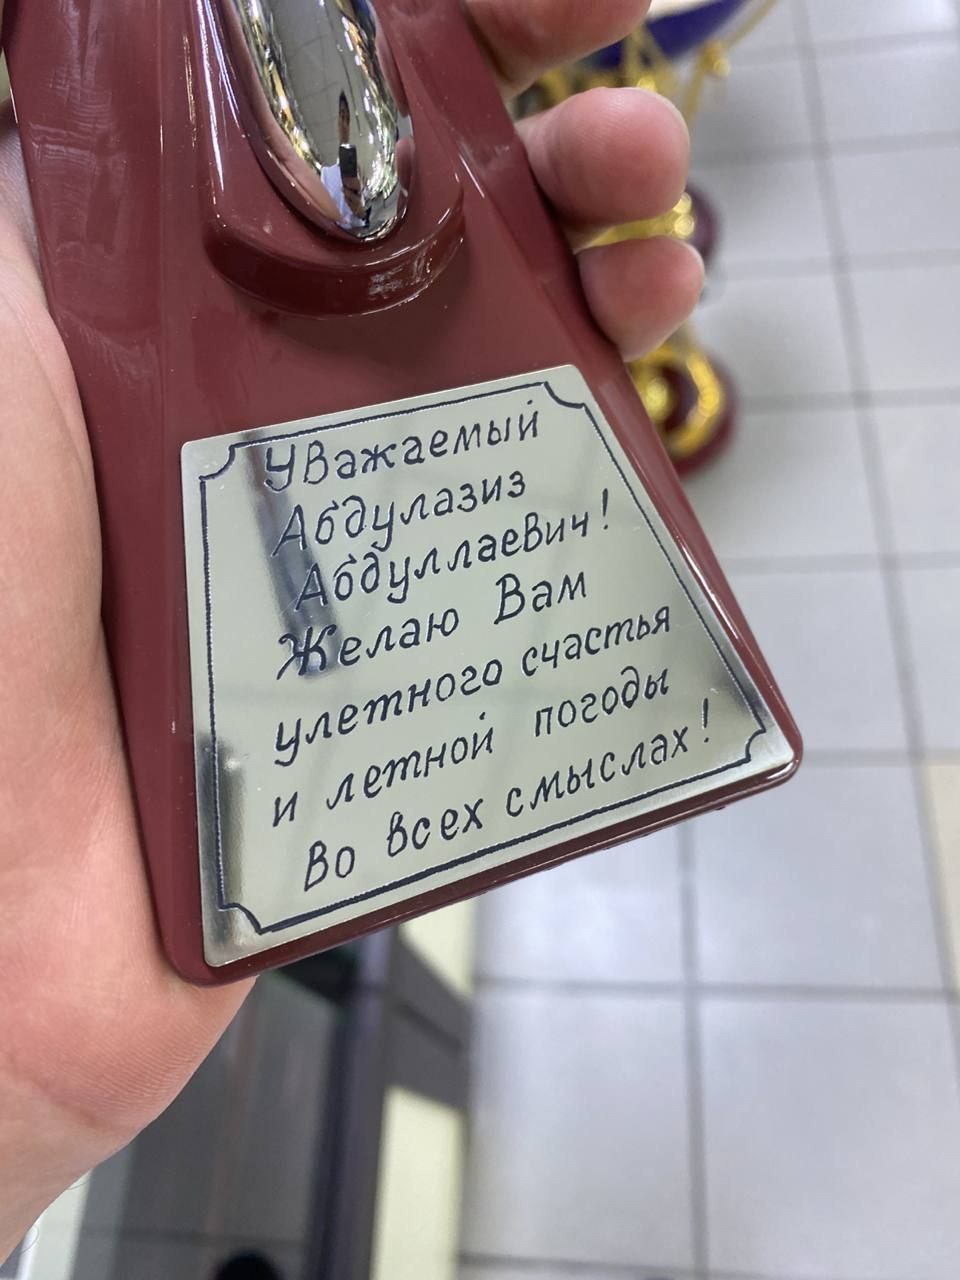 Уважаемый
Абдулазиз
Абдуллаевич!
Желаю Вам
улетного счастья
и летной погоды
Во всех смыслах!